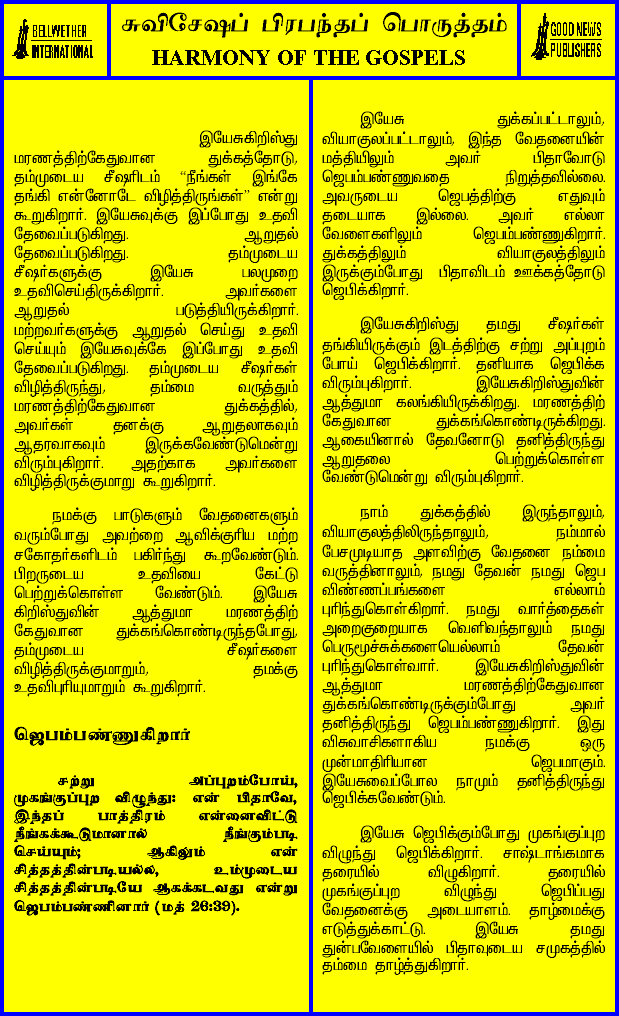 BELLWETHER
INTERNATIONAL
சுவிசேஷப் பிரபந்தப் பொருத்தம்
HARMONY OF THE GOSPELS
GOOD NEWS
PUBLISHERS
இயேசுகிறிஸ்து
மரணத்திற்கேதுவான துக்கத்தோடு,
தம்முடைய சீஷரிடம் “நீங்கள் இங்கே
தங்கி என்னோடே விழித்திருங்கள்” என்று
கூறுகிறார். இயேசுவுக்கு இப்போது உதவி
தேவைப்படுகிறது. ஆறுதல்
தேவைப்படுகிறது. தம்முடைய
சீஷர்களுக்கு இயேசு பலமுறை
உதவிசெய்திருக்கிறார். அவர்களை
ஆறுதல் படுத்தியிருக்கிறார்.
மற்றவர்களுக்கு ஆறுதல் செய்து உதவி
செய்யும் இயேசுவுக்கே இப்போது உதவி
தேவைப்படுகிறது. தம்முடைய சீஷர்கள்
விழித்திருந்து, தம்மை வருத்தும்
மரணத்திற்கேதுவான துக்கத்தில்,
அவர்கள் தனக்கு ஆறுதலாகவும்
ஆதரவாகவும் இருக்கவேண்டுமென்று
விரும்புகிறார். அதற்காக அவர்களை
விழித்திருக்குமாறு கூறுகிறார்.
நமக்கு பாடுகளும் வேதனைகளும்
வரும்போது அவற்றை ஆவிக்குரிய மற்ற
சகோதர்களிடம் பகிர்ந்து கூறவேண்டும்.
பிறருடைய உதவியை கேட்டு
பெற்றுக்கொள்ள வேண்டும். இயேசு
கிறிஸ்துவின் ஆத்துமா மரணத்திற்
கேதுவான துக்கங்கொண்டிருந்தபோது,
தம்முடைய சீஷர்களை
விழித்திருக்குமாறும், தமக்கு
உதவிபுரியுமாறும் கூறுகிறார்.
ஜெபம்பண்ணுகிறார்
சற்று அப்புறம்போய்,
முகங்குப்புற விழுந்து: என் பிதாவே,
இந்தப் பாத்திரம் என்னைவிட்டு
நீங்கக்கூடுமானால் நீங்கும்படி
செய்யும்; ஆகிலும் என்
சித்தத்தின்படியல்ல, உம்முடைய
சித்தத்தின்படியே ஆகக்கடவது என்று
ஜெபம்பண்ணினார் (மத் 26:39).
இயேசு துக்கப்பட்டாலும்,
வியாகுலப்பட்டாலும், இந்த வேதனையின்
மத்தியிலும் அவர் பிதாவோடு
ஜெபம்பண்ணுவதை நிறுத்தவில்லை.
அவருடைய ஜெபத்திற்கு எதுவும்
தடையாக இல்லை. அவர் எல்லா
வேளைகளிலும் ஜெபம்பண்ணுகிறார்.
துக்கத்திலும் வியாகுலத்திலும்
இருக்கும்போது பிதாவிடம் ஊக்கத்தோடு
ஜெபிக்கிறார்.
இயேசுகிறிஸ்து தமது சீஷர்கள்
தங்கியிருக்கும் இடத்திற்கு சற்று அப்புறம்
போய் ஜெபிக்கிறார். தனியாக ஜெபிக்க
விரும்புகிறார். இயேசுகிறிஸ்துவின்
ஆத்துமா கலங்கியிருக்கிறது. மரணத்திற்
கேதுவான துக்கங்கொண்டிருக்கிறது.
ஆகையினால் தேவனோடு தனித்திருந்து
ஆறுதலை பெற்றுக்கொள்ள
வேண்டுமென்று விரும்புகிறார்.
நாம் துக்கத்தில் இருந்தாலும்,
வியாகுலத்திலிருந்தாலும், நம்மால்
பேசமுடியாத அளவிற்கு வேதனை நம்மை
வருத்தினாலும், நமது தேவன் நமது ஜெப
விண்ணப்பங்களை எல்லாம்
புரிந்துகொள்கிறார். நமது வார்த்தைகள்
அறைகுறையாக வெளிவந்தாலும் நமது
பெருமூச்சுக்களையெல்லாம் தேவன்
புரிந்துகொள்வார். இயேசுகிறிஸ்துவின்
ஆத்துமா மரணத்திற்கேதுவான
துக்கங்கொண்டிருக்கும்போது அவர்
தனித்திருந்து ஜெபம்பண்ணுகிறார். இது
விசுவாசிகளாகிய நமக்கு ஒரு
முன்மாதிரியான ஜெபமாகும்.
இயேசுவைப்போல நாமும் தனித்திருந்து
ஜெபிக்கவேண்டும்.
இயேசு ஜெபிக்கும்போது முகங்குப்புற
விழுந்து ஜெபிக்கிறார். சாஷ்டாங்கமாக
தரையில் விழுகிறார். தரையில்
முகங்குப்புற விழுந்து ஜெபிப்பது
வேதனைக்கு அடையாளம். தாழ்மைக்கு
எடுத்துக்காட்டு. இயேசு தமது
துன்பவேளையில் பிதாவுடைய சமுகத்தில்
தம்மை தாழ்த்துகிறார்.